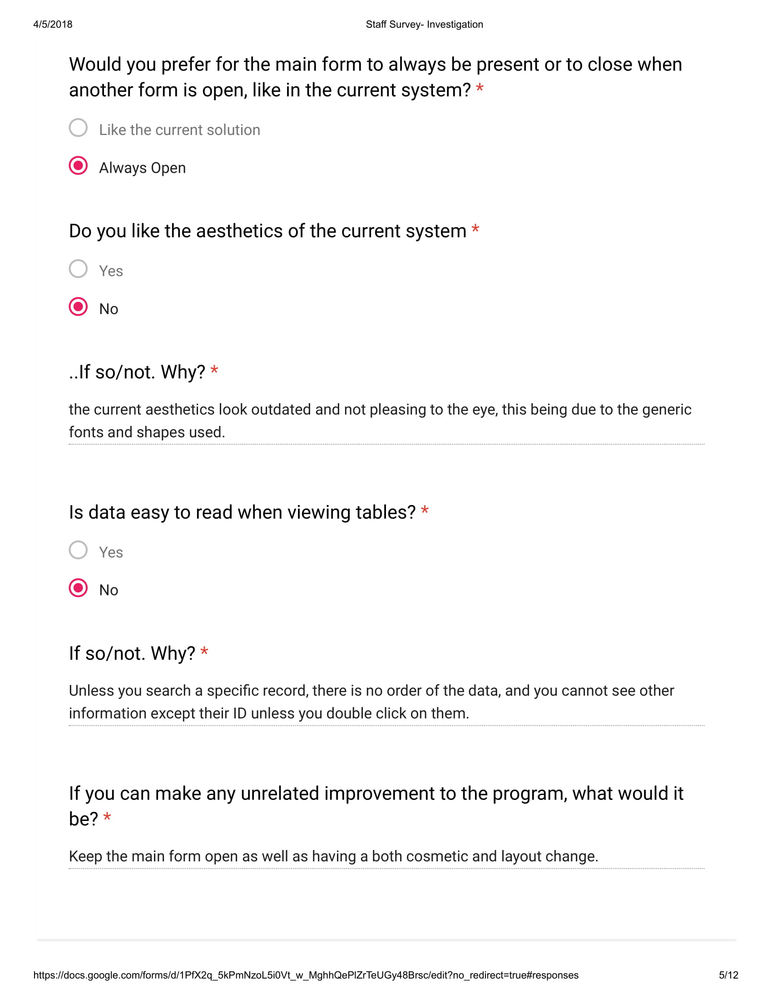 4/5/2018 Staff Survey- Investigation
Would you prefer for the main form to always be present or to close when
another form is open, like in the current system? *
Like the current solution
Always Open
Do you like the aesthetics of the current system *
Yes
No
..If so/not. Why? *
the current aesthetics look outdated and not pleasing to the eye, this being due to the generic
fonts and shapes used.
Is data easy to read when viewing tables? *
Yes
No
If so/not. Why? *
Unless you search a specific record, there is no order of the data, and you cannot see other
information except their ID unless you double click on them.
If you can make any unrelated improvement to the program, what would it
be? *
Keep the main form open as well as having a both cosmetic and layout change.
https://docs.google.com/forms/d/1PfX2q_5kPmNzoL5i0Vt_w_MghhQePlZrTeUGy48Brsc/edit?no_redirect=true#responses 5/12